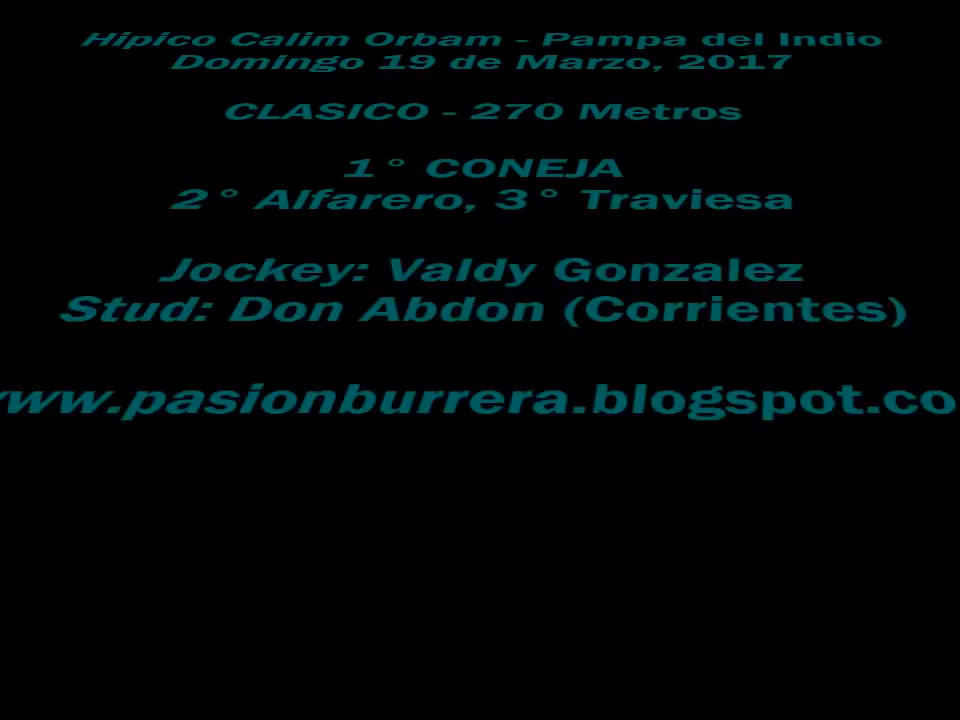 Hipico Calim Orbam - Pampa del Indio
Domingo 19 de Marzo, 2017
CLASICO - 270 Metros
1° CONEJA
2° Alfarero, 3° Traviesa
Jockey: Valdy Gonzalez
Stud: Don Abdon (Corrientes)
www.pasionburrera.blogspot.co